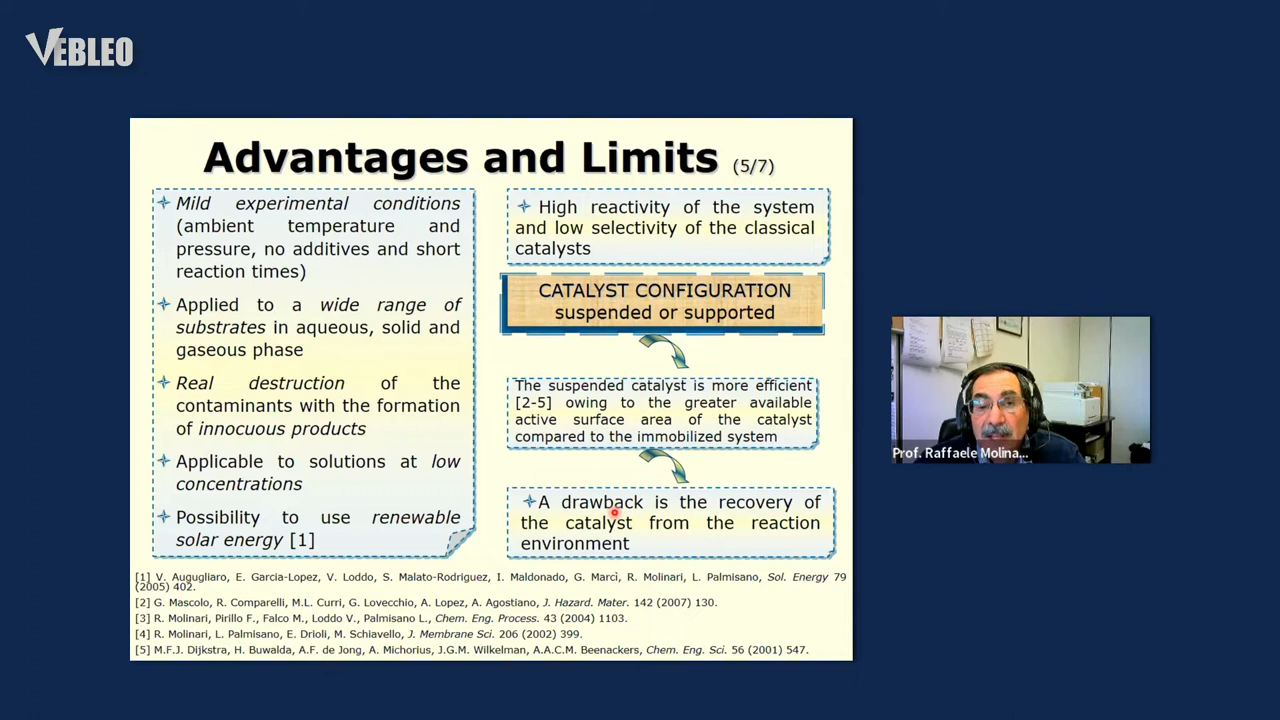 VEBLEO
Advantages and Limits (5/7)
Mild experimental conditions
(ambient temperature and
pressure, no additives and short
reaction times)
Applied to a wide range of
substrates in aqueous, solid and
gaseous phase
Real destruction of the
contaminants with the formation
of innocuous products
Applicable to solutions at low
concentrations
Possibility to use renewable
solar energy [1]
High reactivity of the system
and low selectivity of the classical
catalysts
CATALYST CONFIGURATION
suspended or supported
The suspended catalyst is more efficient
[2-5] owing to the greater available
active surface area of the catalyst
compared to the immobilized system
A drawback is the recovery of
the catalyst from the reaction
environment
[1] V. Augugliaro, E. Garcia-Lopez, V. Loddo, S. Malato-Rodriguez, I. Maldonado, G. Marcì, R. Molinari, L. Palmisano, Sol. Energy 79
(2005) 402.
[2] G. Mascolo, R. Comparelli, M.L. Curri, G. Lovecchio, A. Lopez, A. Agostiano, J. Hazard. Mater. 142 (2007) 130.
[3] R. Molinari, Pirillo F., Falco M., Loddo V., Palmisano L., Chem. Eng. Process. 43 (2004) 1103.
[4] R. Molinari, L. Palmisano, E. Drioli, M. Schiavello, J. Membrane Sci. 206 (2002) 399.
[5] M.F.J. Dijkstra, H. Buwalda, A.F. de Jong, A. Michorius, J.G.M. Wilkelman, A.A.C.M. Beenackers, Chem. Eng. Sci. 56 (2001) 547.
Prof. Raffaele Molina...